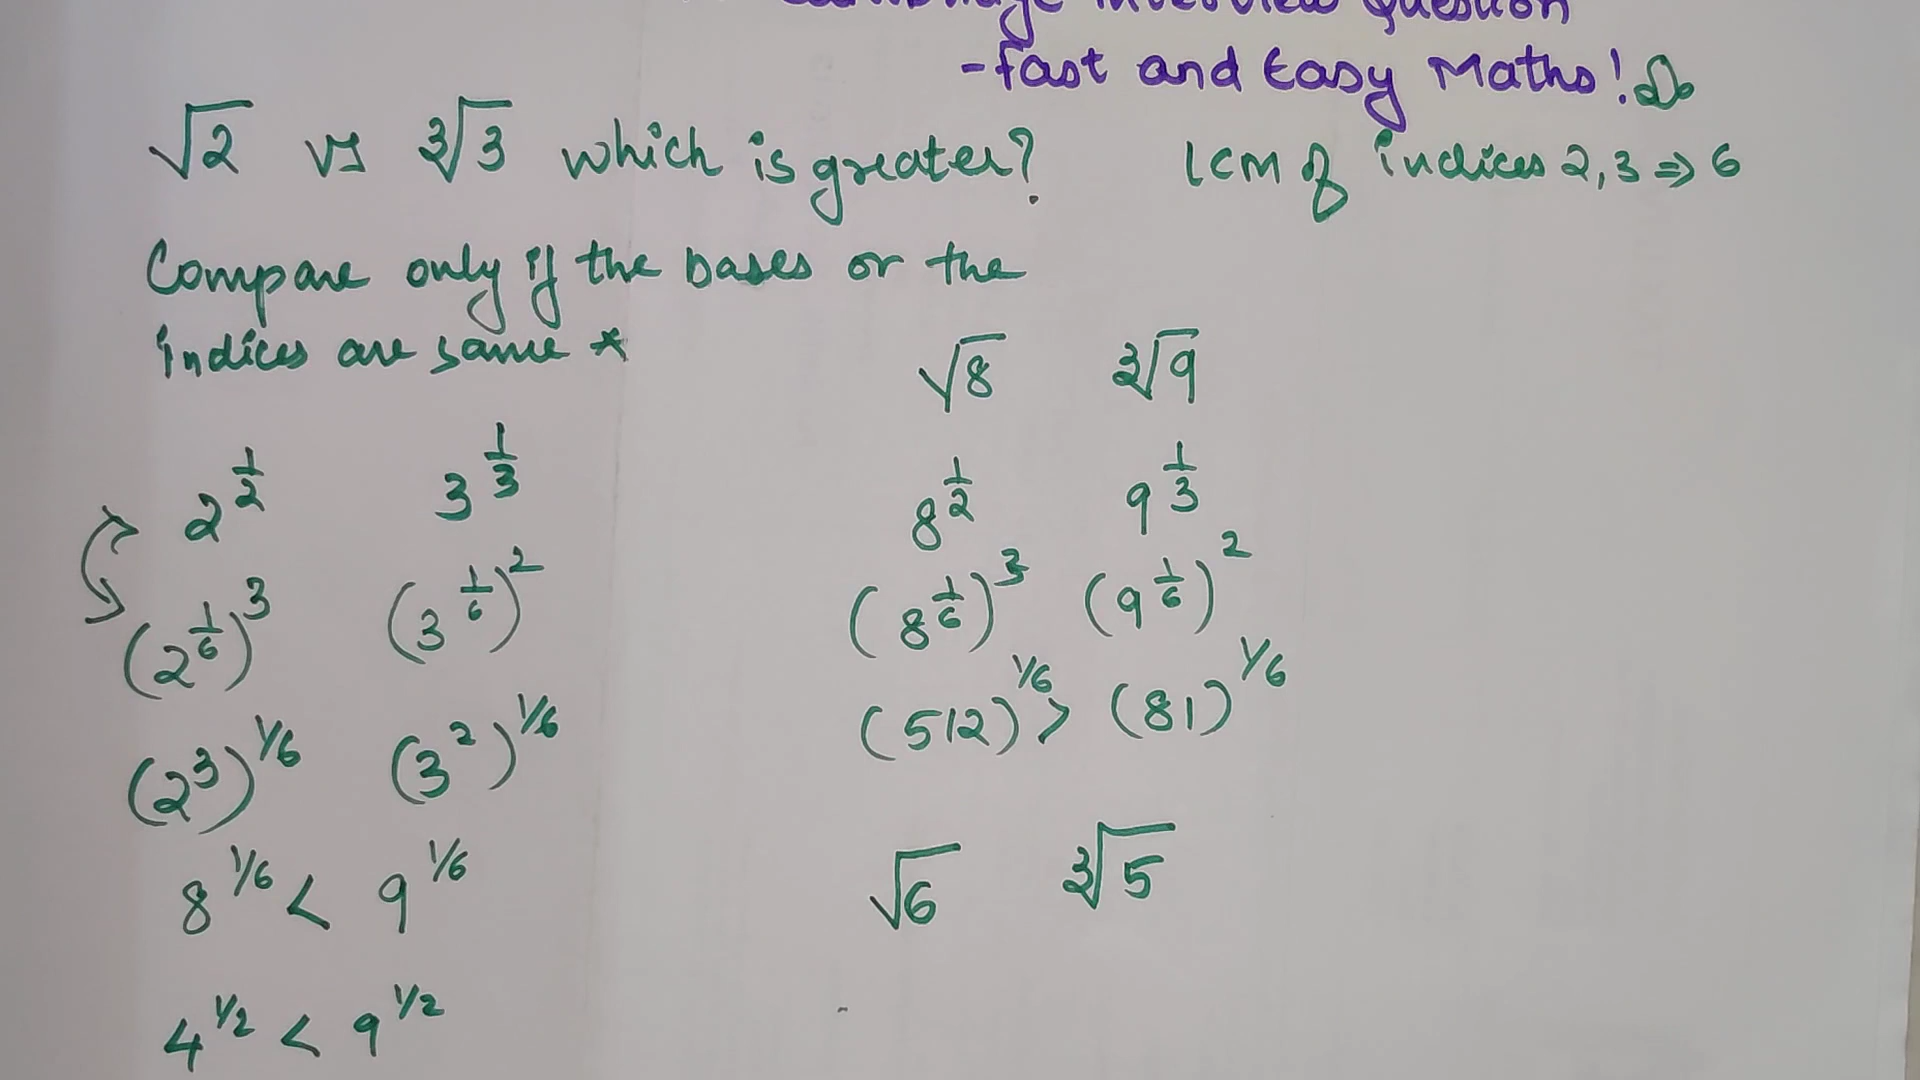 Interview Question
- Fast and Easy Maths!
√2 vs ∛3 which is greater?
LCM of indices 2,3 ⇒ 6
Compare only if the bases or the
indices are same *
2^(1/2) 3^(1/3)
(2^(1/6))^3 (3^(1/6))^2
(2^3)^(1/6) (3^2)^(1/6)
8^(1/6) < 9^(1/6)
4^(1/2) < 9^(1/2)
√8 ∛9
8^(1/2) 9^(1/3)
(8^(1/6))^3 (9^(1/6))^2
(512)^(1/6) > (81)^(1/6)
√6 ∛5